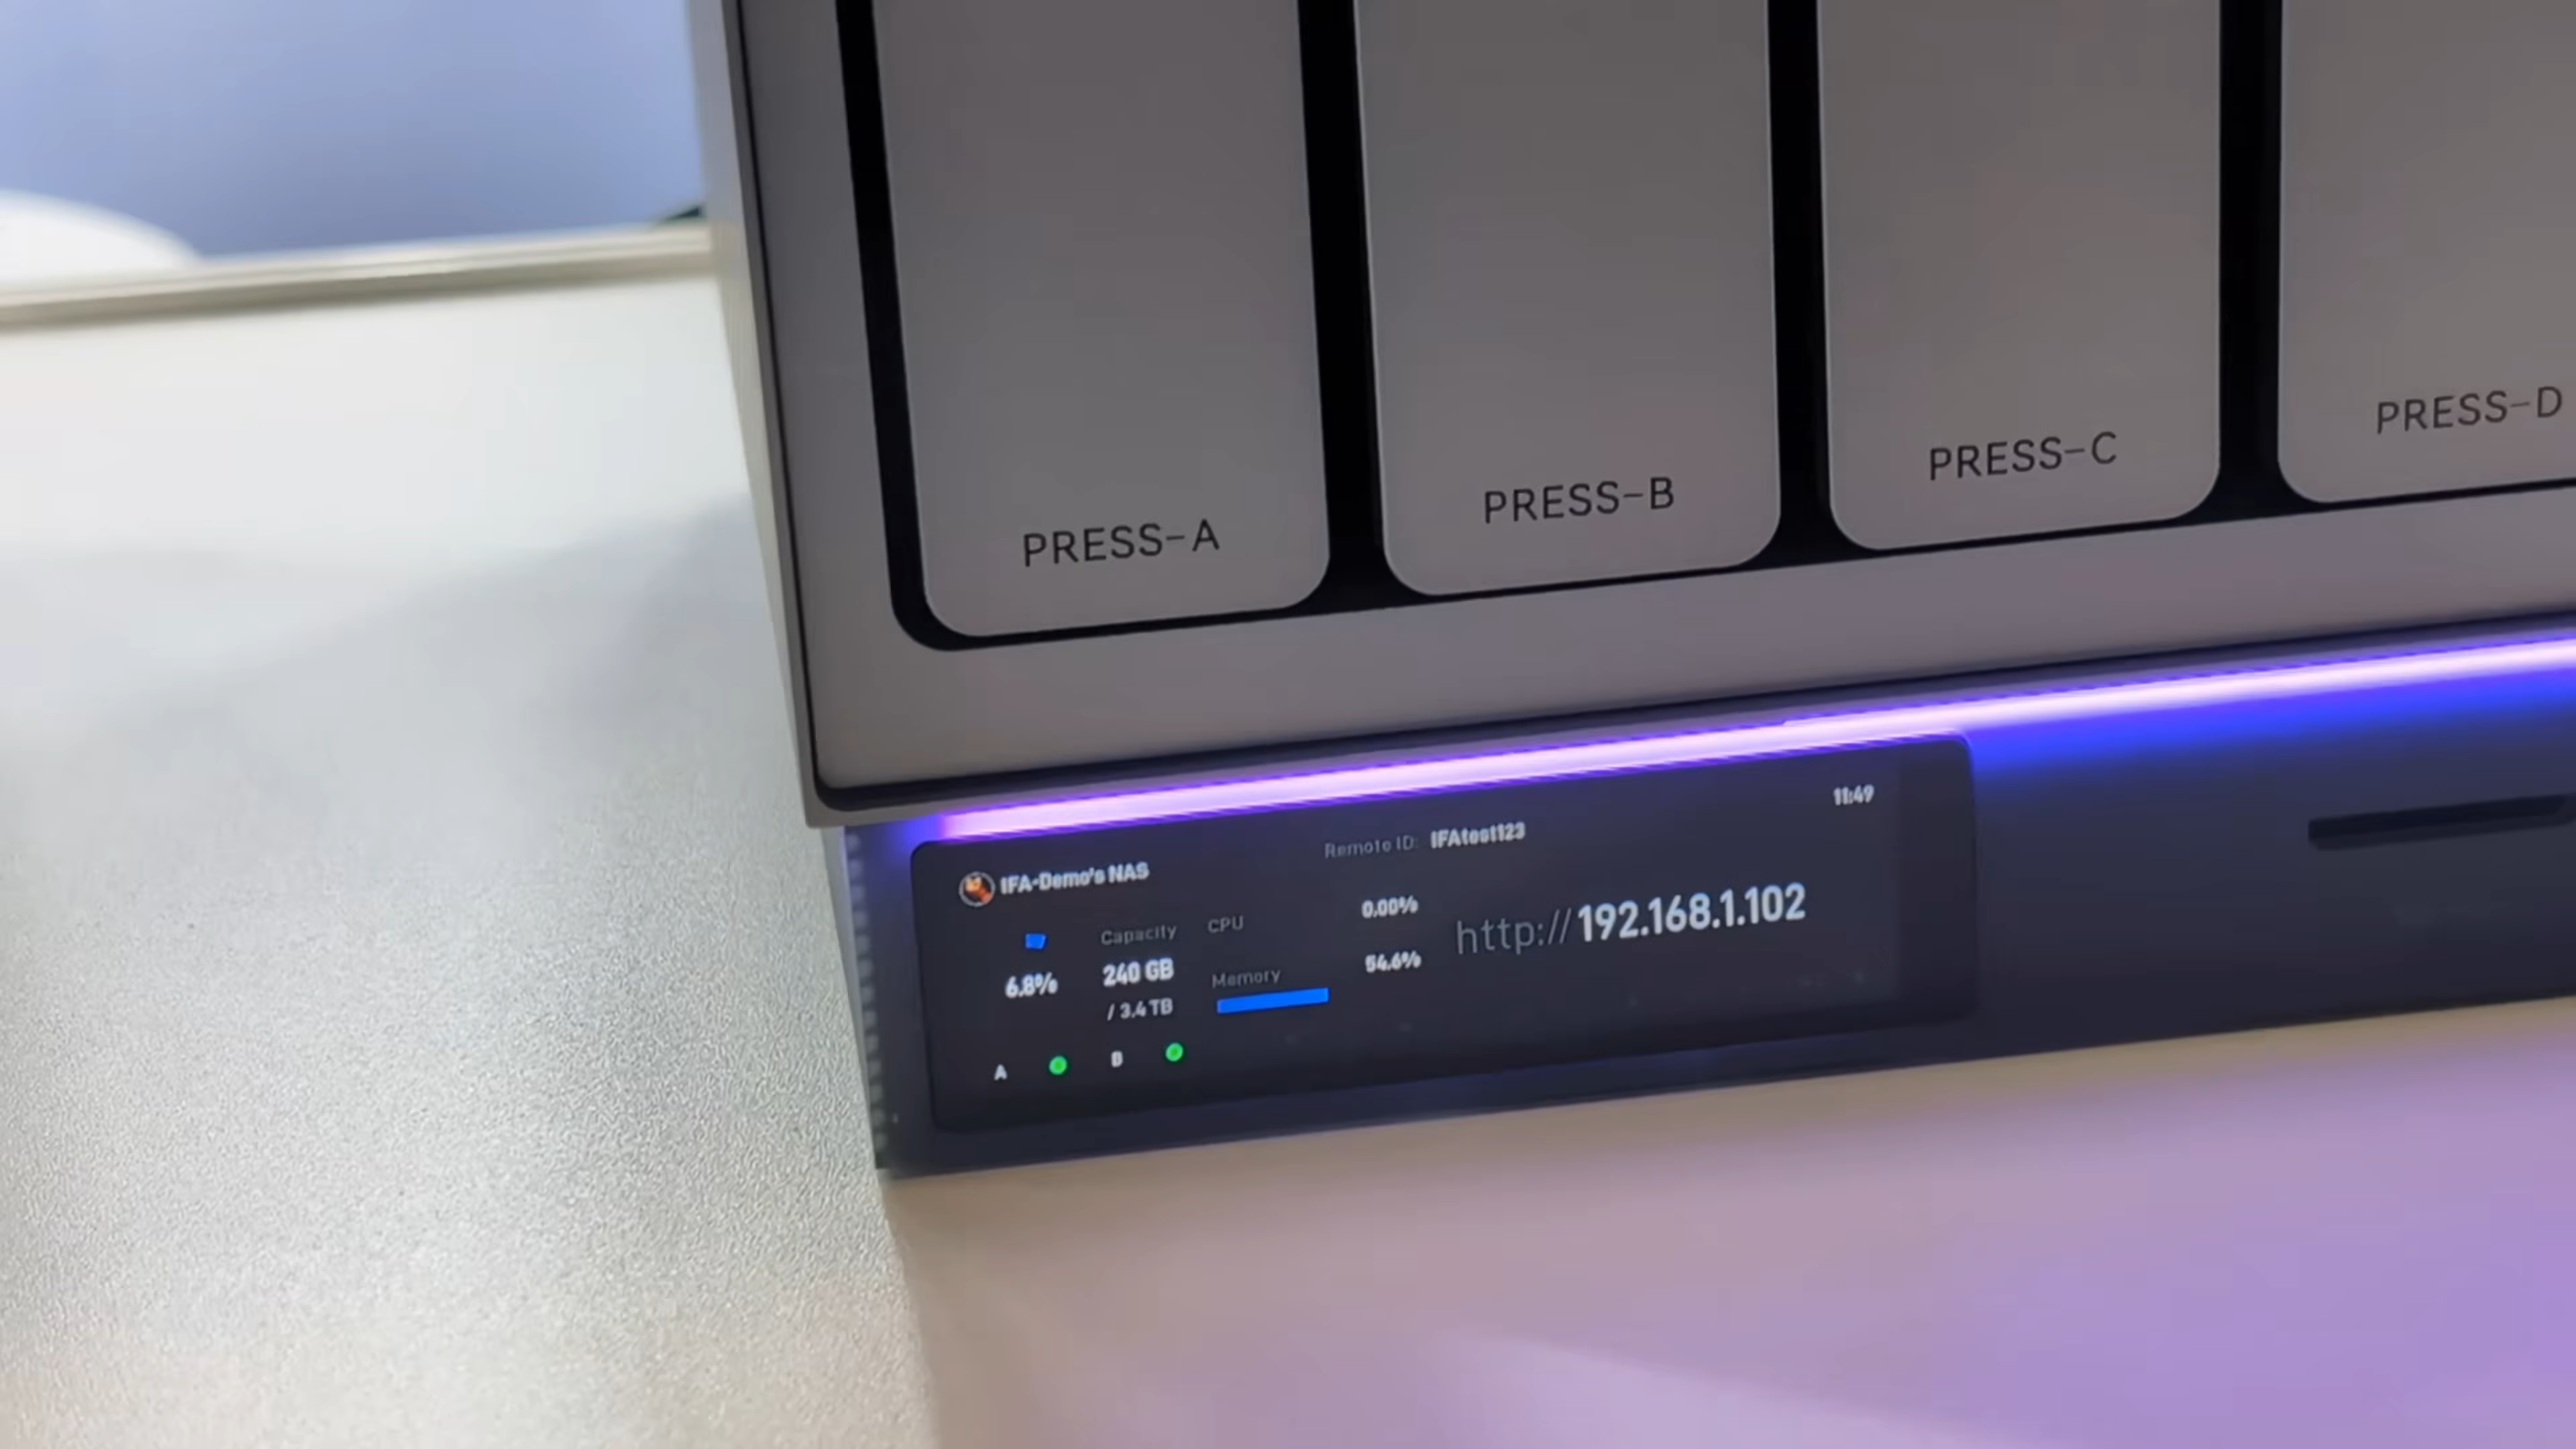 PRESS-A
PRESS-B
PRESS-C
PRESS-D
11:49
IFA-Demo's NAS
Remote ID: IFAtest123
Capacity
CPU
0.00%
http://192.168.1.102
6.8%
240 GB
/ 3.4 TB
Memory
54.6%
A
B